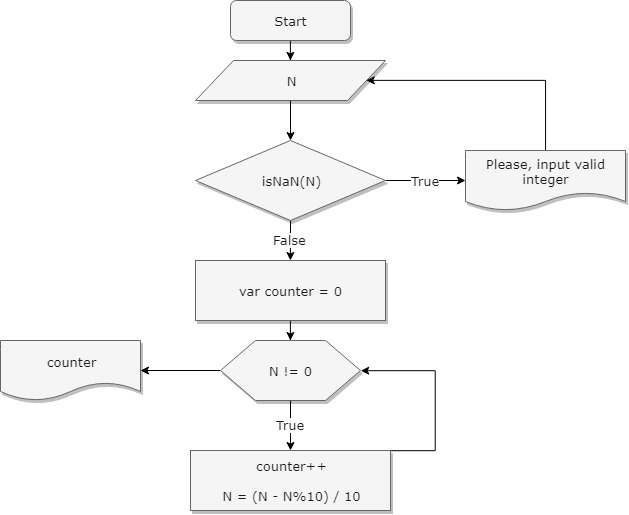 Start
N
isNaN(N)
True
Please, input valid
integer
False
var counter = 0
counter
N != 0
True
counter++
N = (N - N%10) / 10